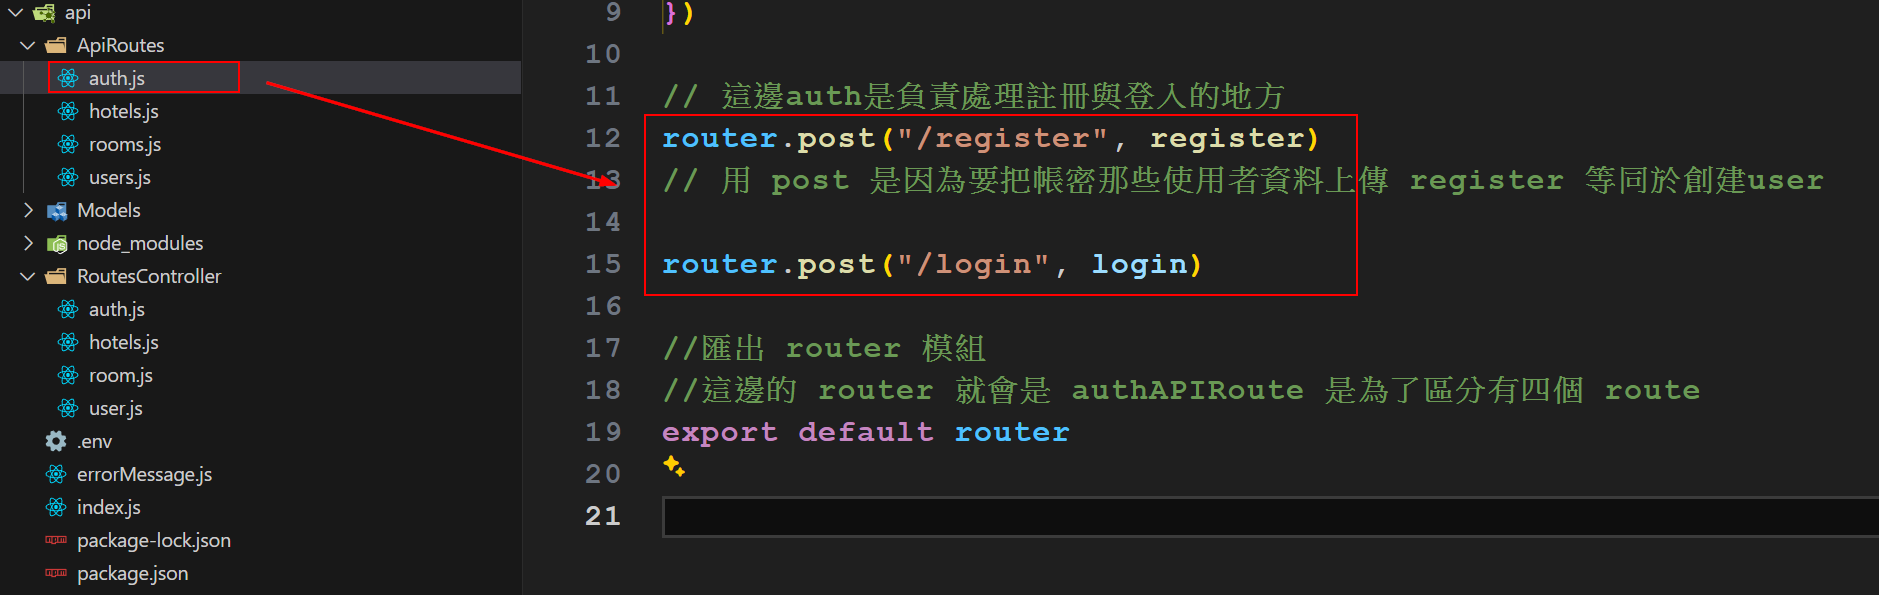 api
ApiRoutes
auth.js
hotels.js
rooms.js
users.js
Models
node_modules
RoutesController
auth.js
hotels.js
room.js
user.js
.env
errorMessage.js
index.js
package-lock.json
package.json
9 })
10
11 // 這邊auth是負責處理註冊與登入的地方
12 router.post("/register", register)
13 // 用 post 是因為要把帳密那些使用者資料上傳 register 等同於創建user
14
15 router.post("/login", login)
16
17 //匯出 router 模組
18 //這邊的 router 就會是 authAPIRoute 是為了區分有四個 route
19 export default router
20
21